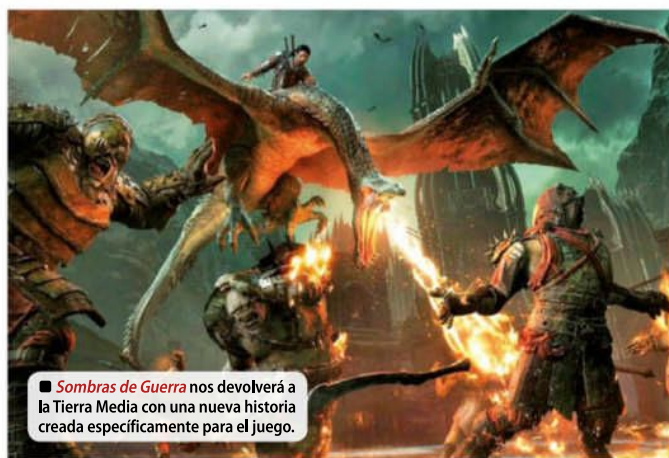 ■ Sombras de Guerra nos devolverá a
la Tierra Media con una nueva historia
creada específicamente para el juego.